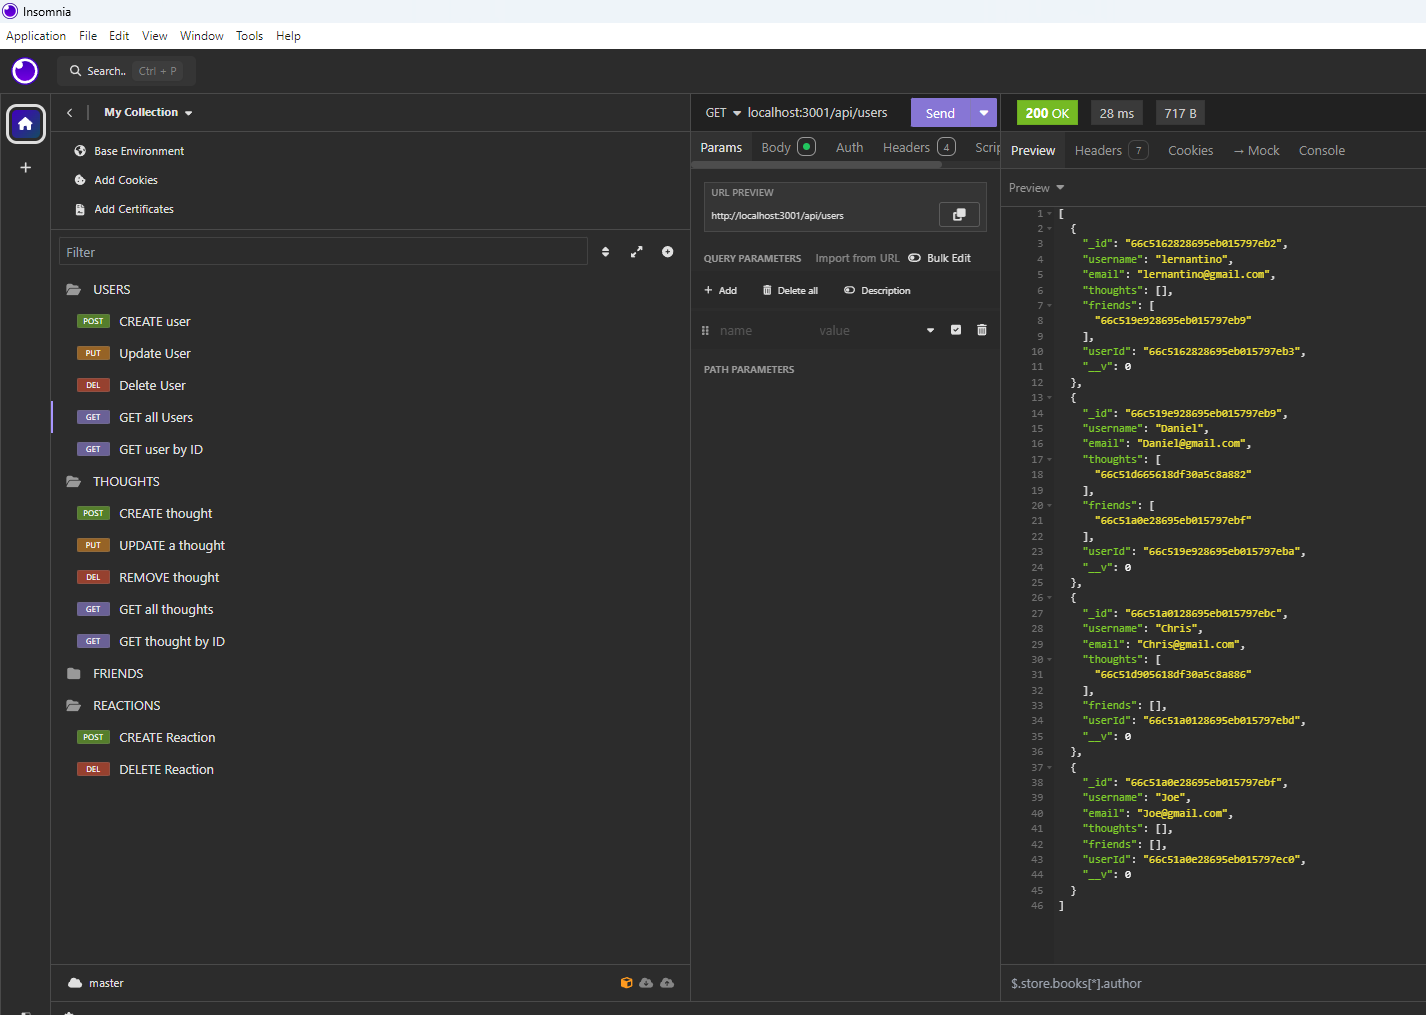 Insomnia
Application File Edit View Window Tools Help
Search.. Ctrl + P
My Collection
Base Environment
Add Cookies
Add Certificates
Filter
USERS
POST CREATE user
PUT Update User
DEL Delete User
GET GET all Users
GET GET user by ID
THOUGHTS
POST CREATE thought
PUT UPDATE a thought
DEL REMOVE thought
GET GET all thoughts
GET GET thought by ID
FRIENDS
REACTIONS
POST CREATE Reaction
DEL DELETE Reaction
master
GET localhost:3001/api/users Send
Params Body Auth Headers 4 Scrip
URL PREVIEW
http://localhost:3001/api/users
QUERY PARAMETERS Import from URL Bulk Edit
+ Add Delete all Description
name value
PATH PARAMETERS
200 OK 28 ms 717 B
Preview Headers 7 Cookies → Mock Console
Preview
1 [
2 {
3 "_id": "66c5162828695eb015797eb2",
4 "username": "lernantino",
5 "email": "lernantino@gmail.com",
6 "thoughts": [],
7 "friends": [
8 "66c519e928695eb015797eb9"
9 ],
10 "userId": "66c5162828695eb015797eb3",
11 "__v": 0
12 },
13 {
14 "_id": "66c519e928695eb015797eb9",
15 "username": "Daniel",
16 "email": "Daniel@gmail.com",
17 "thoughts": [
18 "66c51d665618df30a5c8a882"
19 ],
20 "friends": [
21 "66c51a0e28695eb015797ebf"
22 ],
23 "userId": "66c519e928695eb015797eba",
24 "__v": 0
25 },
26 {
27 "_id": "66c51a0128695eb015797ebc",
28 "username": "Chris",
29 "email": "Chris@gmail.com",
30 "thoughts": [
31 "66c51d905618df30a5c8a886"
32 ],
33 "friends": [],
34 "userId": "66c51a0128695eb015797ebd",
35 "__v": 0
36 },
37 {
38 "_id": "66c51a0e28695eb015797ebf",
39 "username": "Joe",
40 "email": "Joe@gmail.com",
41 "thoughts": [],
42 "friends": [],
43 "userId": "66c51a0e28695eb015797ec0",
44 "__v": 0
45 }
46 ]
$.store.books[*].author